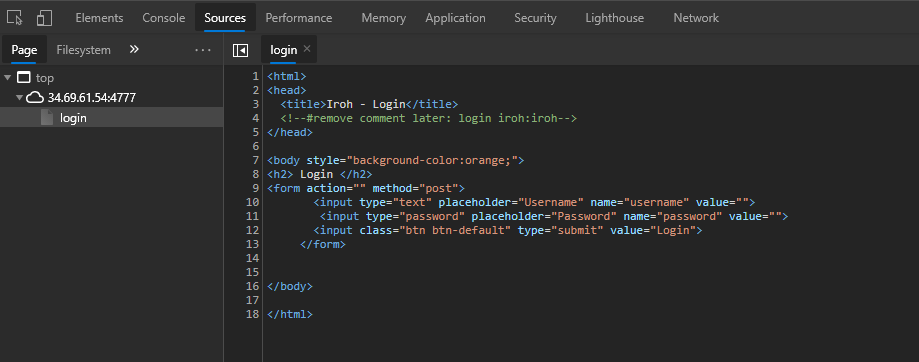 Elements Console Sources Performance Memory Application Security Lighthouse Network
Page Filesystem » ⋯ login ×
top
34.69.61.54:4777
login
1 <html>
2 <head>
3 <title>Iroh - Login</title>
4 <!--#remove comment later: login iroh:iroh-->
5 </head>
6
7 <body style="background-color:orange;">
8 <h2> Login </h2>
9 <form action="" method="post">
10 <input type="text" placeholder="Username" name="username" value="">
11 <input type="password" placeholder="Password" name="password" value="">
12 <input class="btn btn-default" type="submit" value="Login">
13 </form>
14
15
16 </body>
17
18 </html>